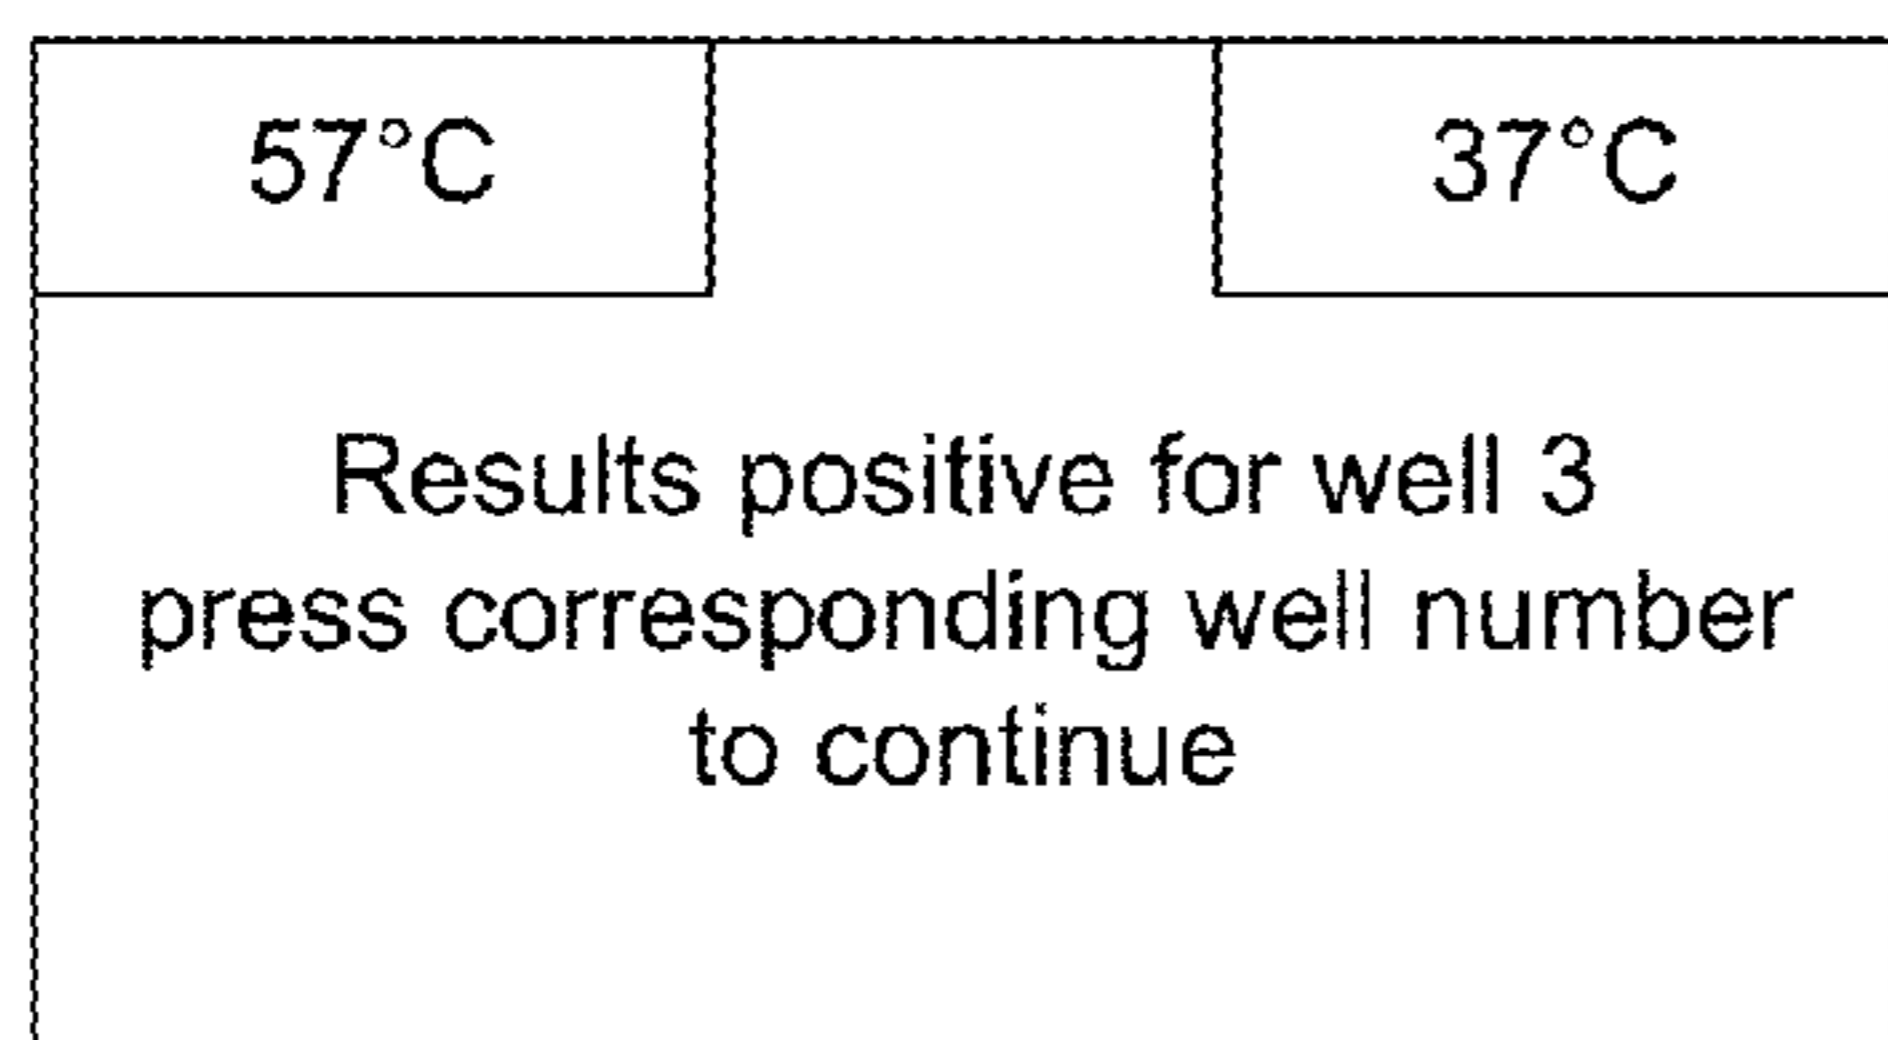 57°C
37°C
Results positive for well 3
press corresponding well number
to continue